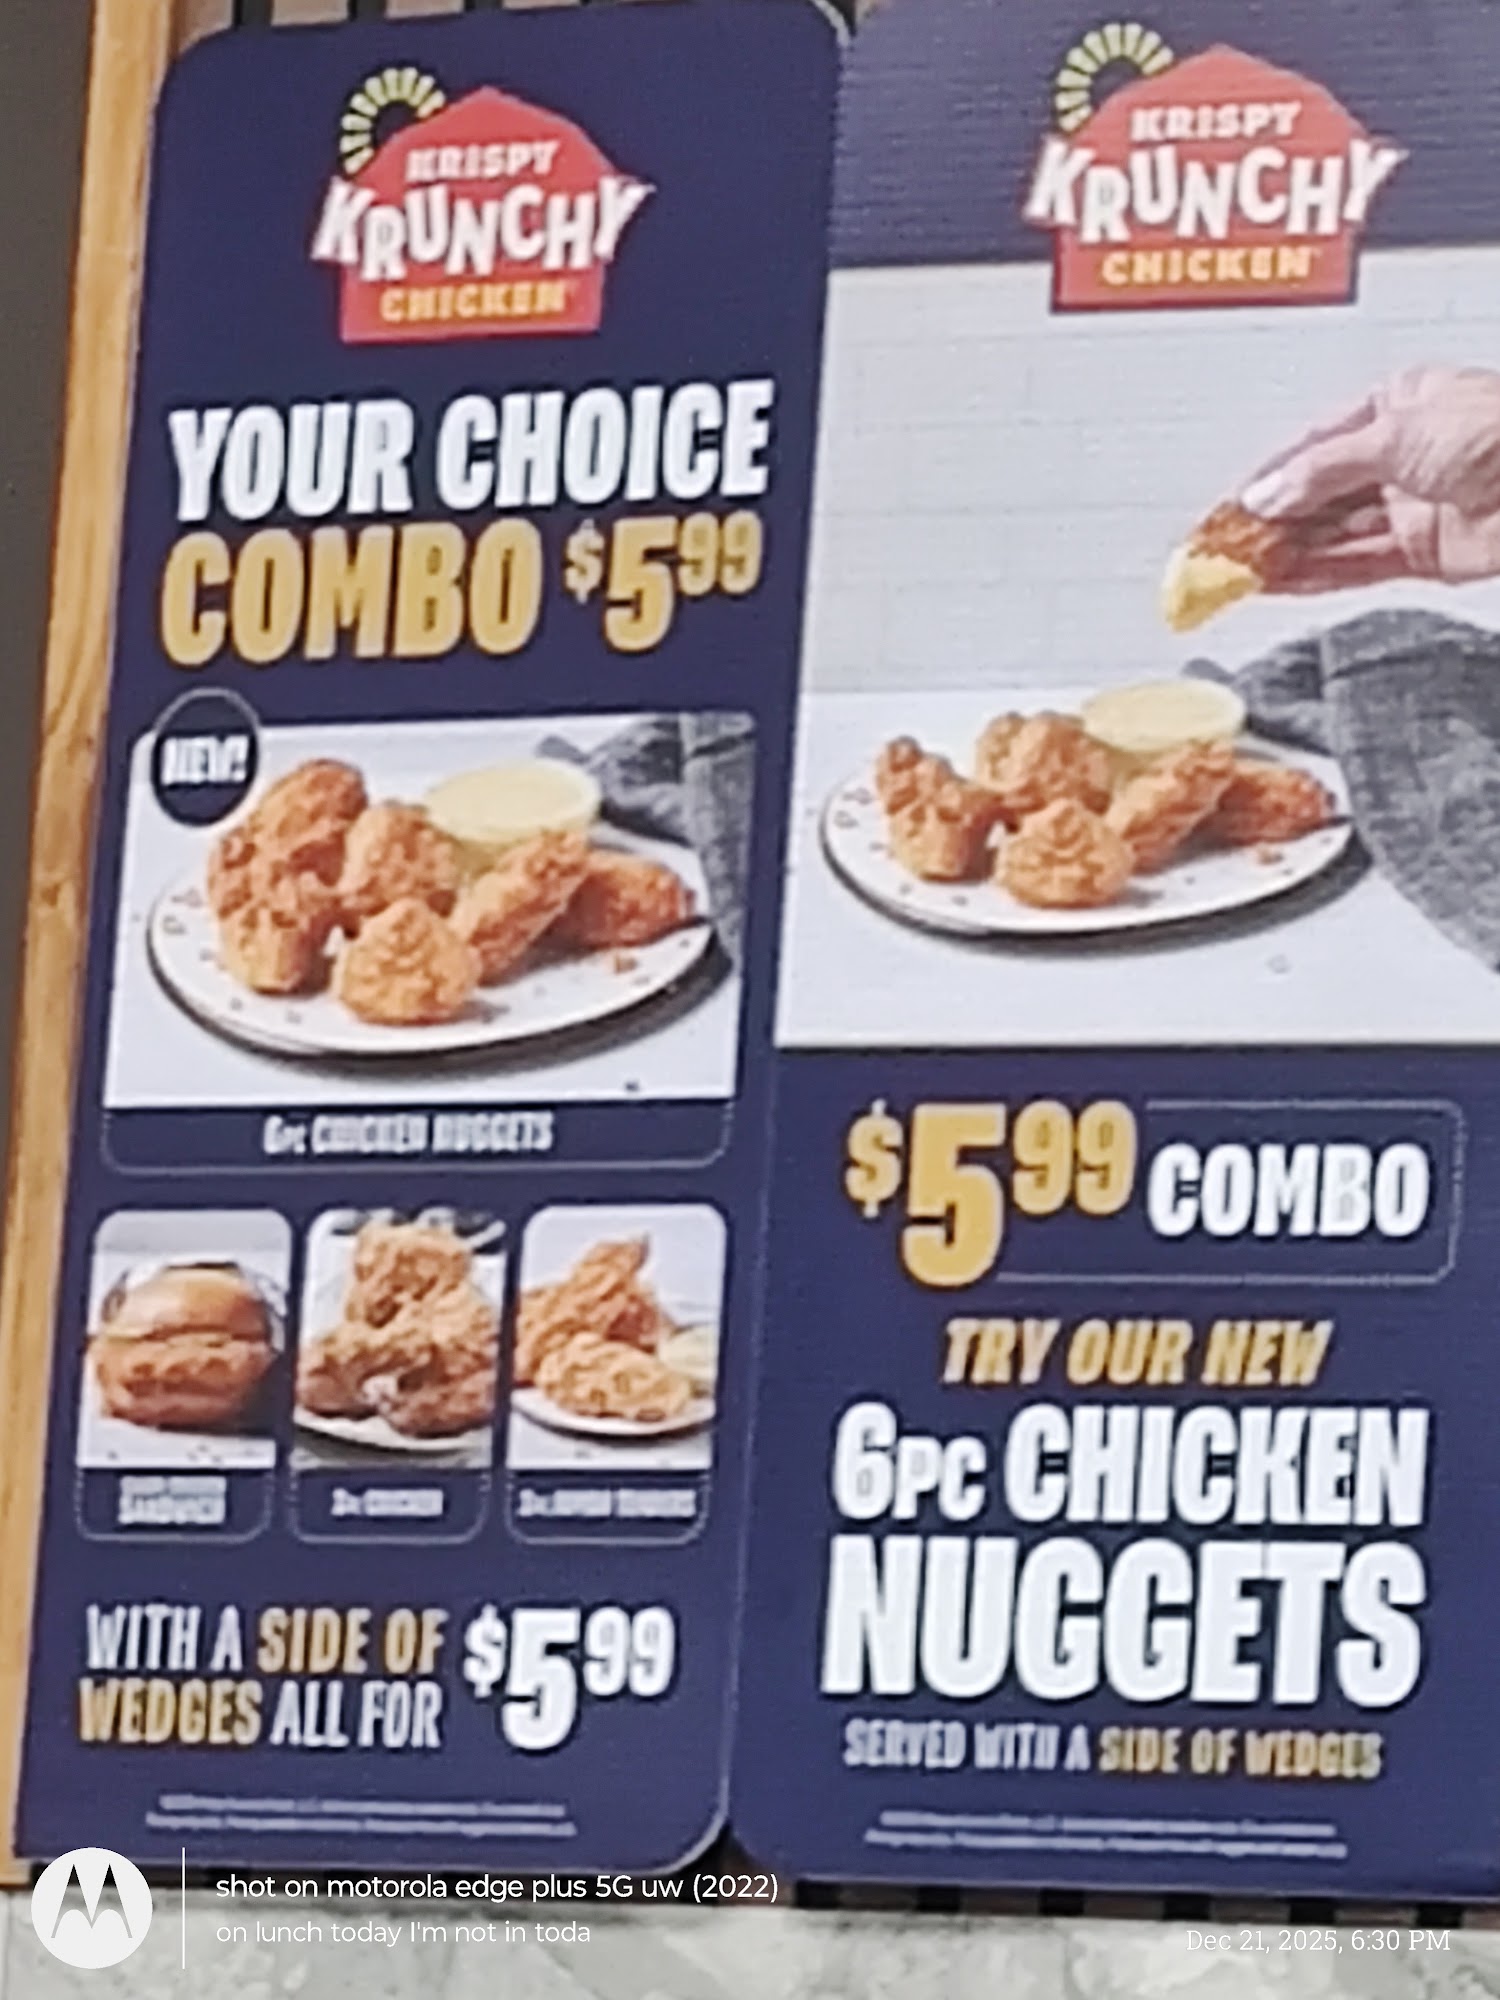 KRISPY
KRUNCHY
CHICKEN
YOUR CHOICE
COMBO $5.99
NEW!
6PC CHICKEN NUGGETS
SANDWICH
CHICKEN
WITH A SIDE OF
WEDGES ALL FOR
$5.99
KRISPY
KRUNCHY
CHICKEN
$5.99 COMBO
TRY OUR NEW
6PC CHICKEN
NUGGETS
SERVED WITH A SIDE OF WEDGES
shot on motorola edge plus 5G uw (2022)
on lunch today I'm not in toda
Dec 21, 2025, 6:30 PM